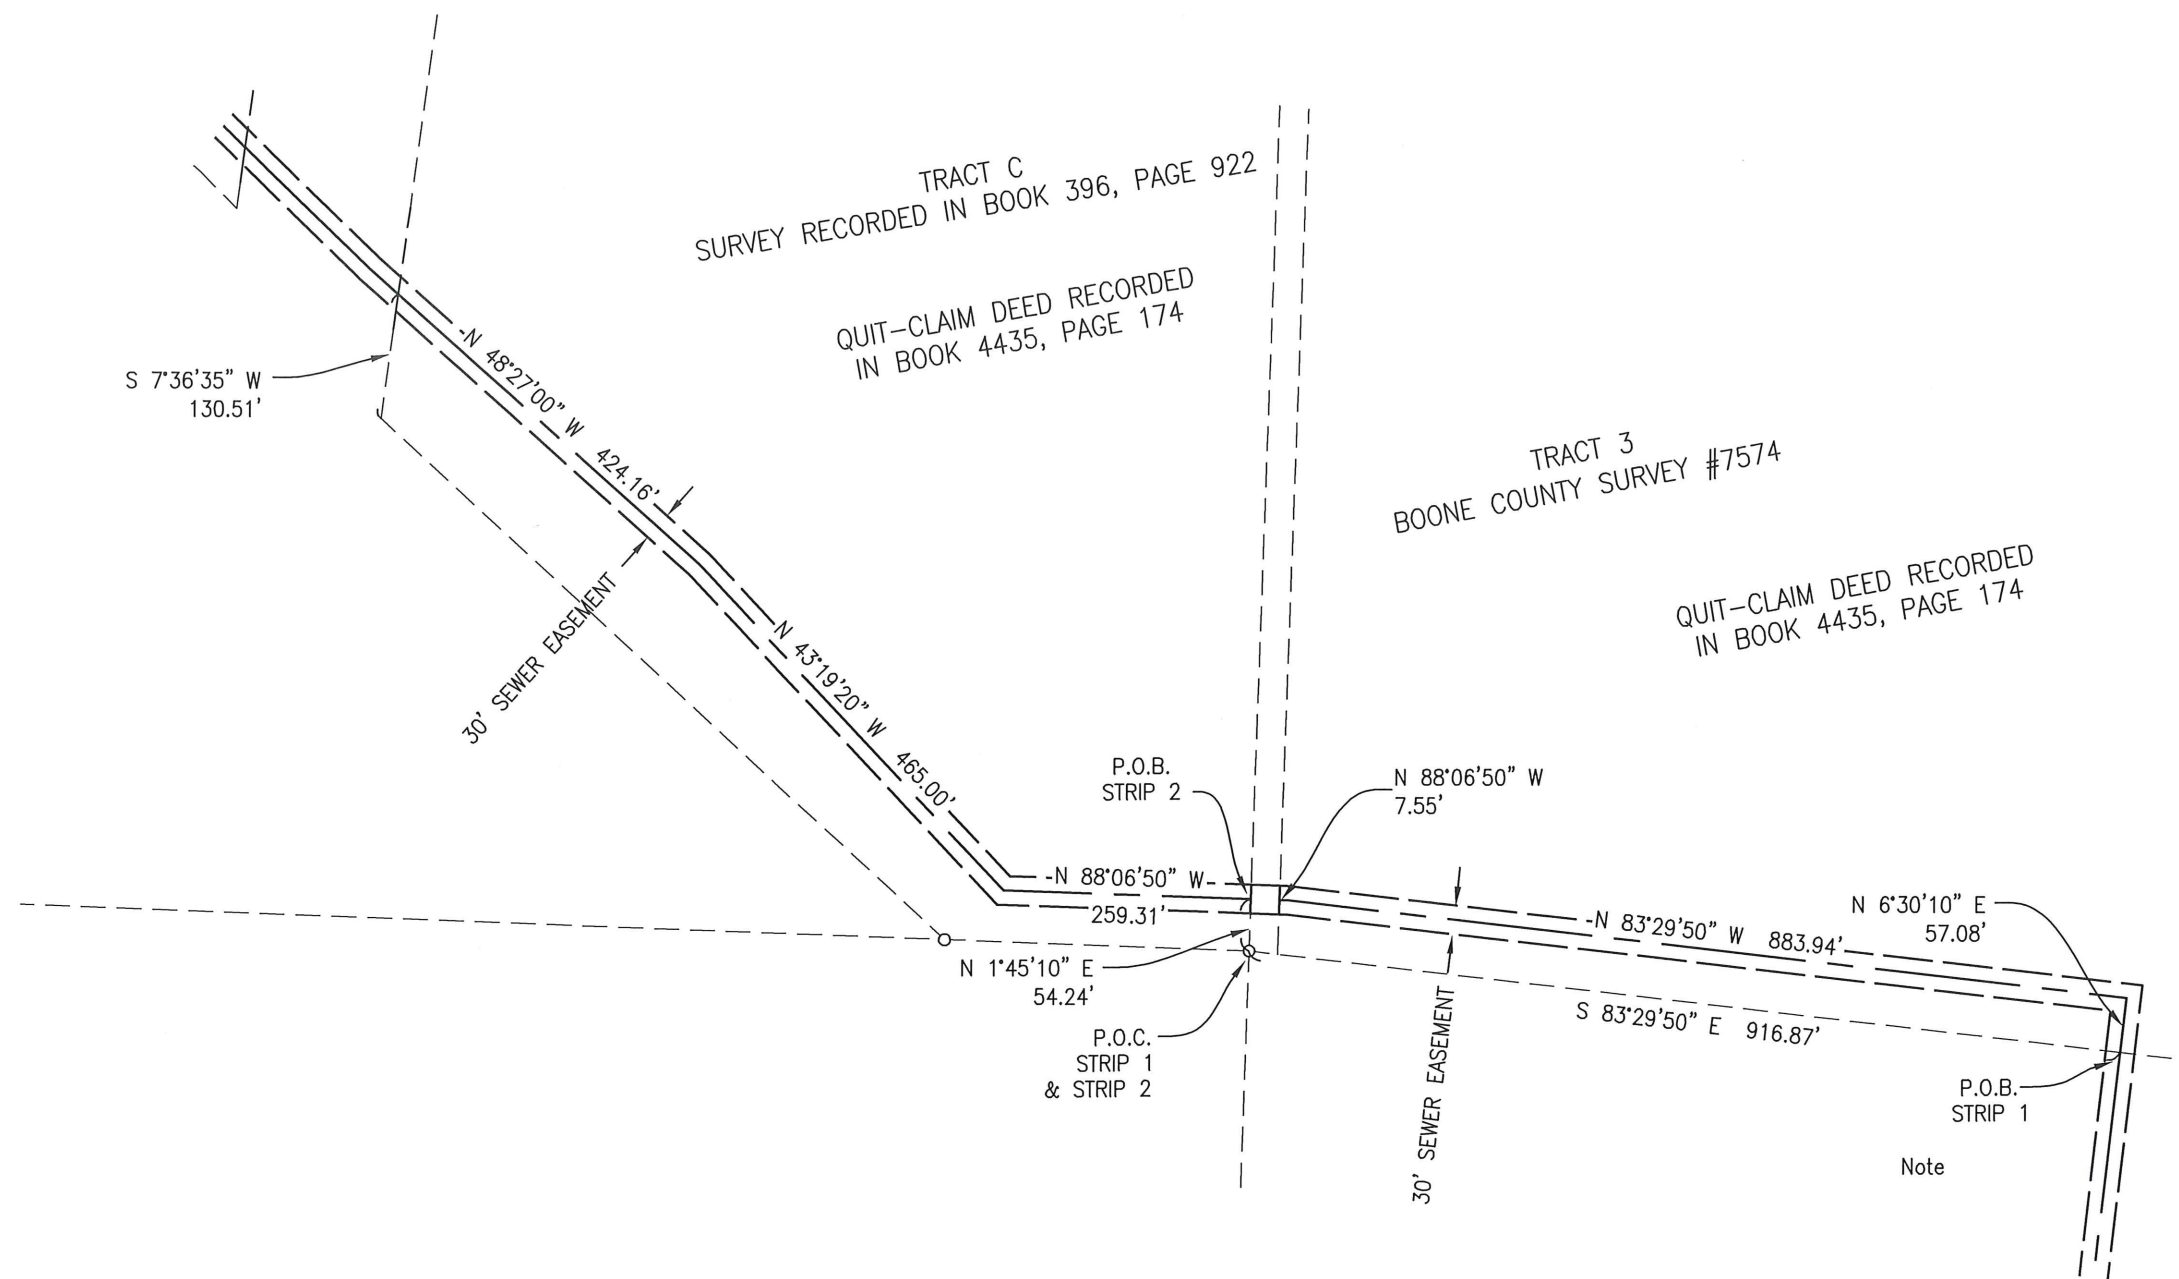 TRACT C
SURVEY RECORDED IN BOOK 396, PAGE 922
QUIT-CLAIM DEED RECORDED
IN BOOK 4435, PAGE 174
S 7°36'35" W
130.51'
N 48°27'00" W 424.16'
30' SEWER EASEMENT
N 43°19'20" W 465.00'
TRACT 3
BOONE COUNTY SURVEY #7574
QUIT-CLAIM DEED RECORDED
IN BOOK 4435, PAGE 174
P.O.B.
STRIP 2
N 88°06'50" W
7.55'
N 88°06'50" W
259.31'
N 1°45'10" E
54.24'
P.O.C.
STRIP 1
& STRIP 2
N 83°29'50" W 883.94'
N 6°30'10" E
57.08'
S 83°29'50" E 916.87'
30' SEWER EASEMENT
P.O.B.
STRIP 1
Note